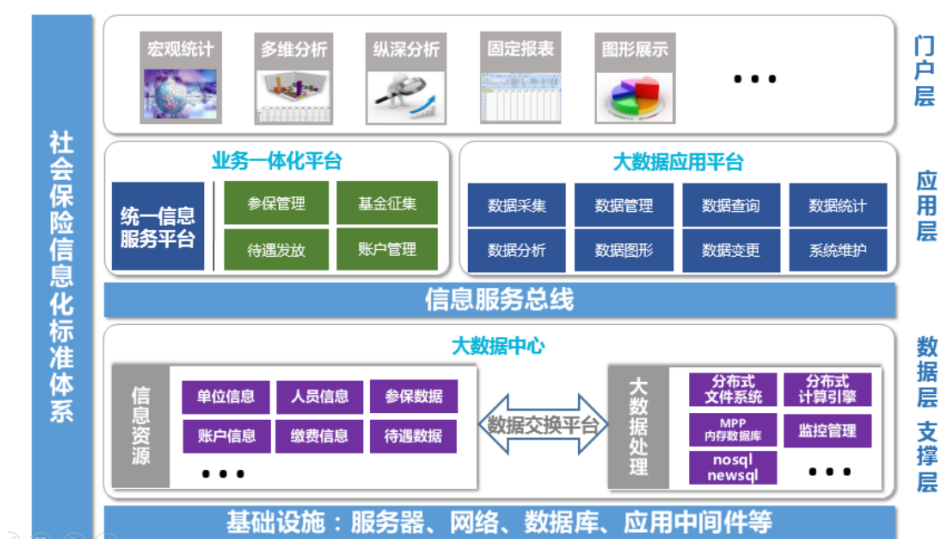 社会保险信息化标准体系
宏观统计
多维分析
纵深分析
固定报表
图形展示
...
门户层
业务一体化平台
统一信息
服务平台
参保管理
基金征集
待遇发放
账户管理
大数据应用平台
数据采集
数据管理
数据查询
数据统计
数据分析
数据图形
数据变更
系统维护
应用层
信息服务总线
大数据中心
信息资源
单位信息
人员信息
参保数据
账户信息
缴费信息
待遇数据
...
数据交换平台
大数据处理
分布式
文件系统
分布式
计算引擎
MPP
内存数据库
监控管理
nosql
newsql
...
数据层
支撑层
基础设施：服务器、网络、数据库、应用中间件等